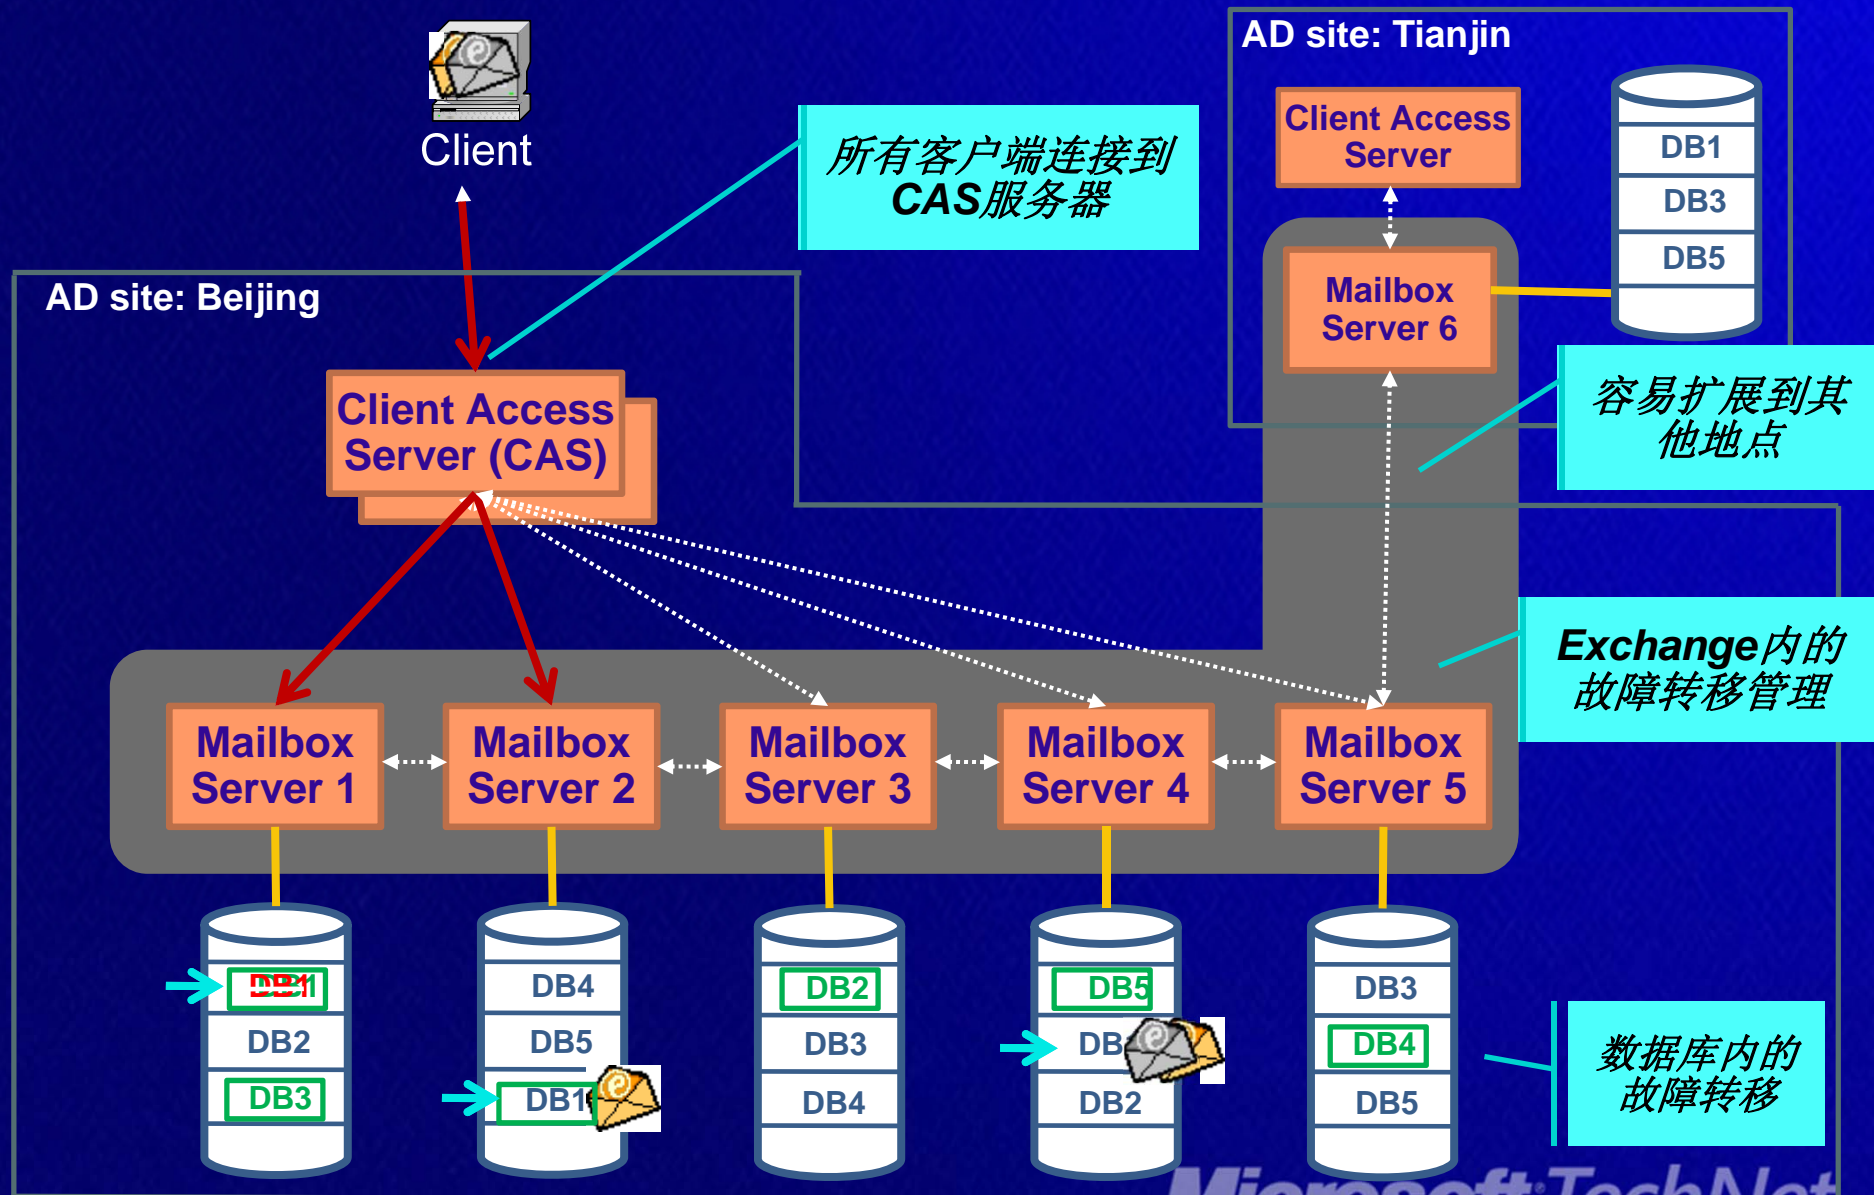 AD site: Tianjin
Client
所有客户端连接到
CAS服务器
Client Access
Server
DB1
DB3
DB5
AD site: Beijing
Mailbox
Server 6
容易扩展到其
他地点
Client Access
Server (CAS)
Exchange内的
故障转移管理
Mailbox
Server 1
Mailbox
Server 2
Mailbox
Server 3
Mailbox
Server 4
Mailbox
Server 5
DB1
DB2
DB3
DB4
DB5
DB1
DB2
DB3
DB4
DB5
DB
DB2
DB3
DB4
DB5
数据库内的
故障转移
Microsoft TechNet